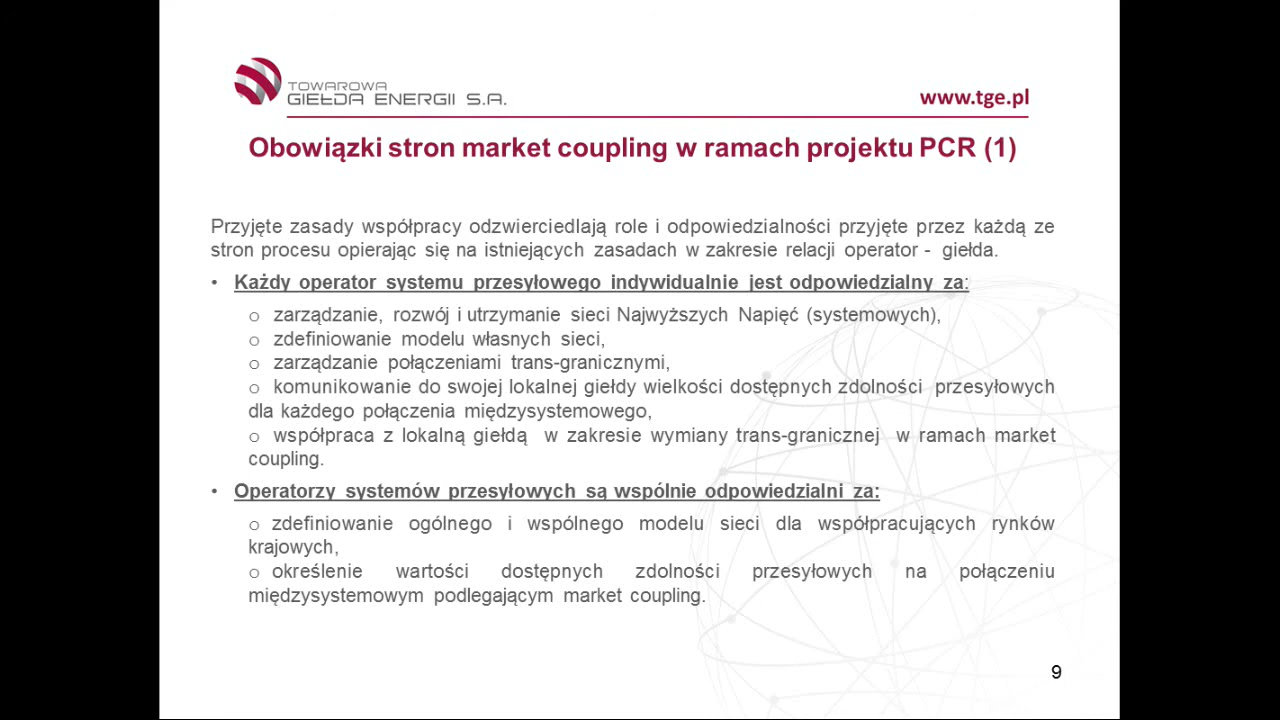 TOWAROWA
GIEŁDA ENERGII S.A.
www.tge.pl
Obowiązki stron market coupling w ramach projektu PCR (1)
Przyjęte zasady współpracy odzwierciedlają role i odpowiedzialności przyjęte przez każdą ze
stron procesu opierając się na istniejących zasadach w zakresie relacji operator - giełda.
• Każdy operator systemu przesyłowego indywidualnie jest odpowiedzialny za:
o zarządzanie, rozwój i utrzymanie sieci Najwyższych Napięć (systemowych),
o zdefiniowanie modelu własnych sieci,
o zarządzanie połączeniami trans-granicznymi,
o komunikowanie do swojej lokalnej giełdy wielkości dostępnych zdolności przesyłowych
dla każdego połączenia międzysystemowego,
o współpraca z lokalną giełdą w zakresie wymiany trans-granicznej w ramach market
coupling.
• Operatorzy systemów przesyłowych są wspólnie odpowiedzialni za:
o zdefiniowanie ogólnego i wspólnego modelu sieci dla współpracujących rynków
krajowych,
o określenie wartości dostępnych zdolności przesyłowych na połączeniu
międzysystemowym podlegającym market coupling.
9